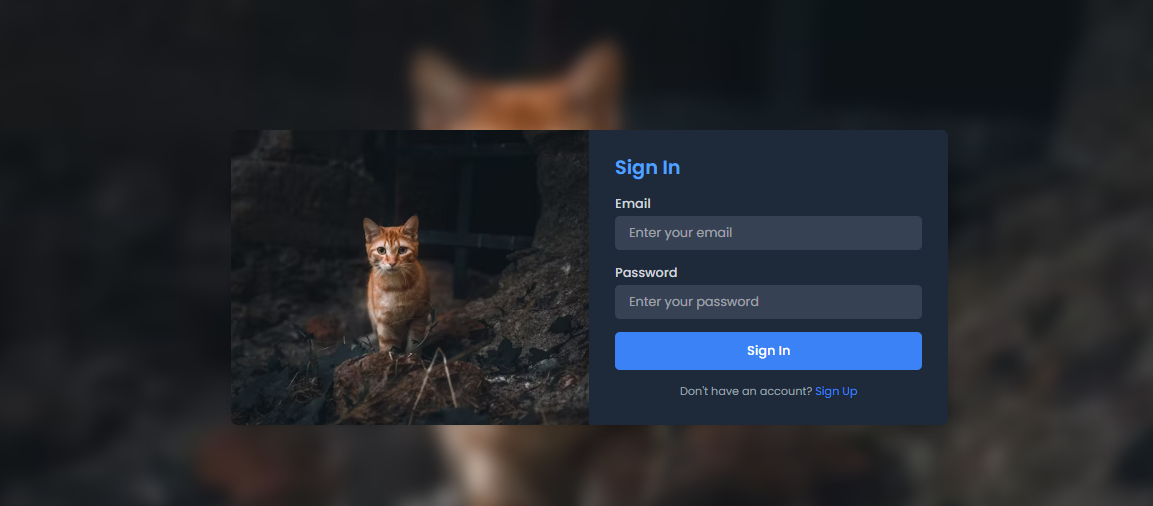 Sign In
Email
Enter your email
Password
Enter your password
Sign In
Don't have an account? Sign Up